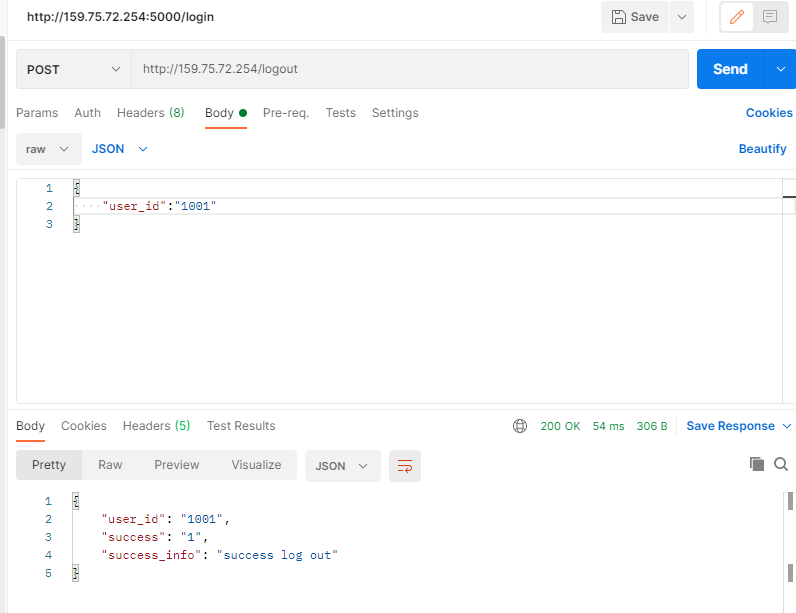 http://159.75.72.254:5000/login
Save
POST
http://159.75.72.254/logout
Send
Params Auth Headers (8) Body Pre-req. Tests Settings Cookies
raw JSON Beautify
1 {
2 "user_id":"1001"
3 }
Body Cookies Headers (5) Test Results 200 OK 54 ms 306 B Save Response
Pretty Raw Preview Visualize JSON
1 {
2 "user_id": "1001",
3 "success": "1",
4 "success_info": "success log out"
5 }